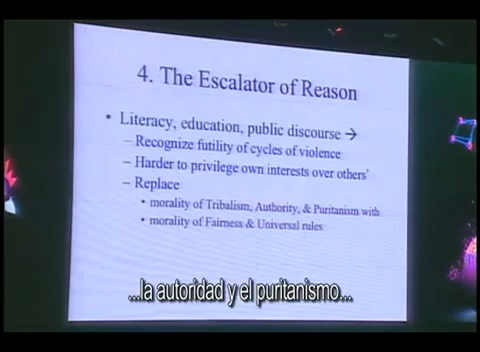 4. The Escalator of Reason
• Literacy, education, public discourse →
– Recognize futility of cycles of violence
– Harder to privilege own interests over others'
– Replace
• morality of Tribalism, Authority, & Puritanism with
• morality of Fairness & Universal rules
...la autoridad y el puritanismo...